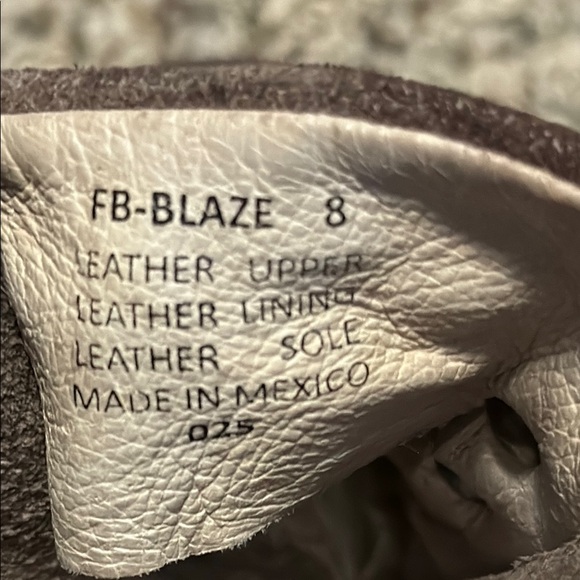 FB-BLAZE 8
LEATHER UPPER
LEATHER LINING
LEATHER SOLE
MADE IN MEXICO
025